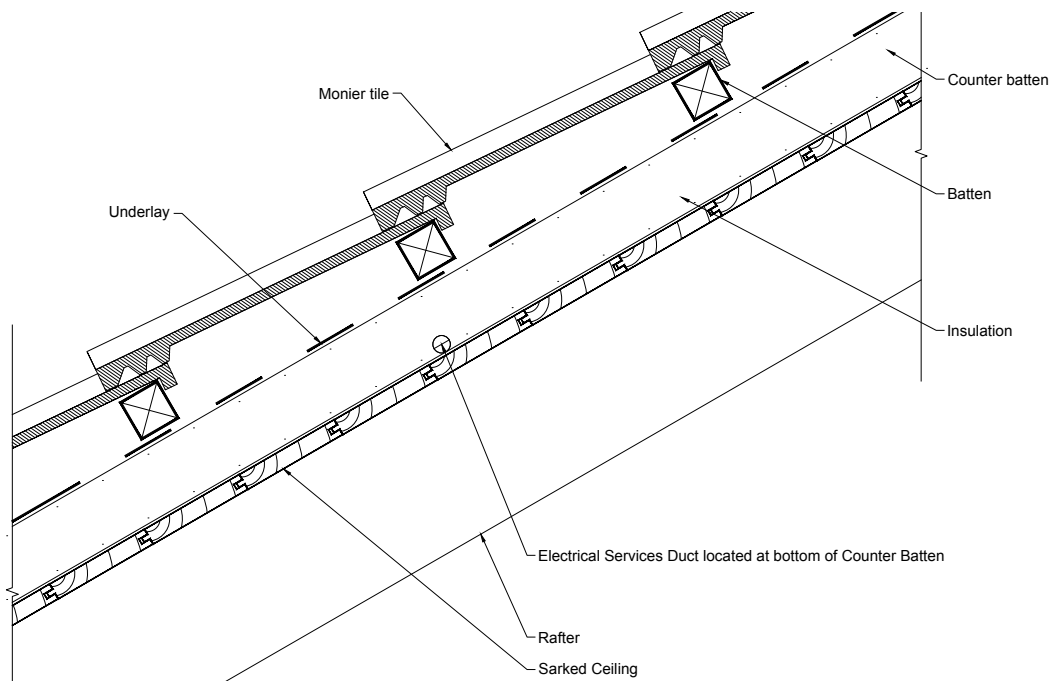 Counter batten
Monier tile
Batten
Underlay
Insulation
Electrical Services Duct located at bottom of Counter Batten
Rafter
Sarked Ceiling